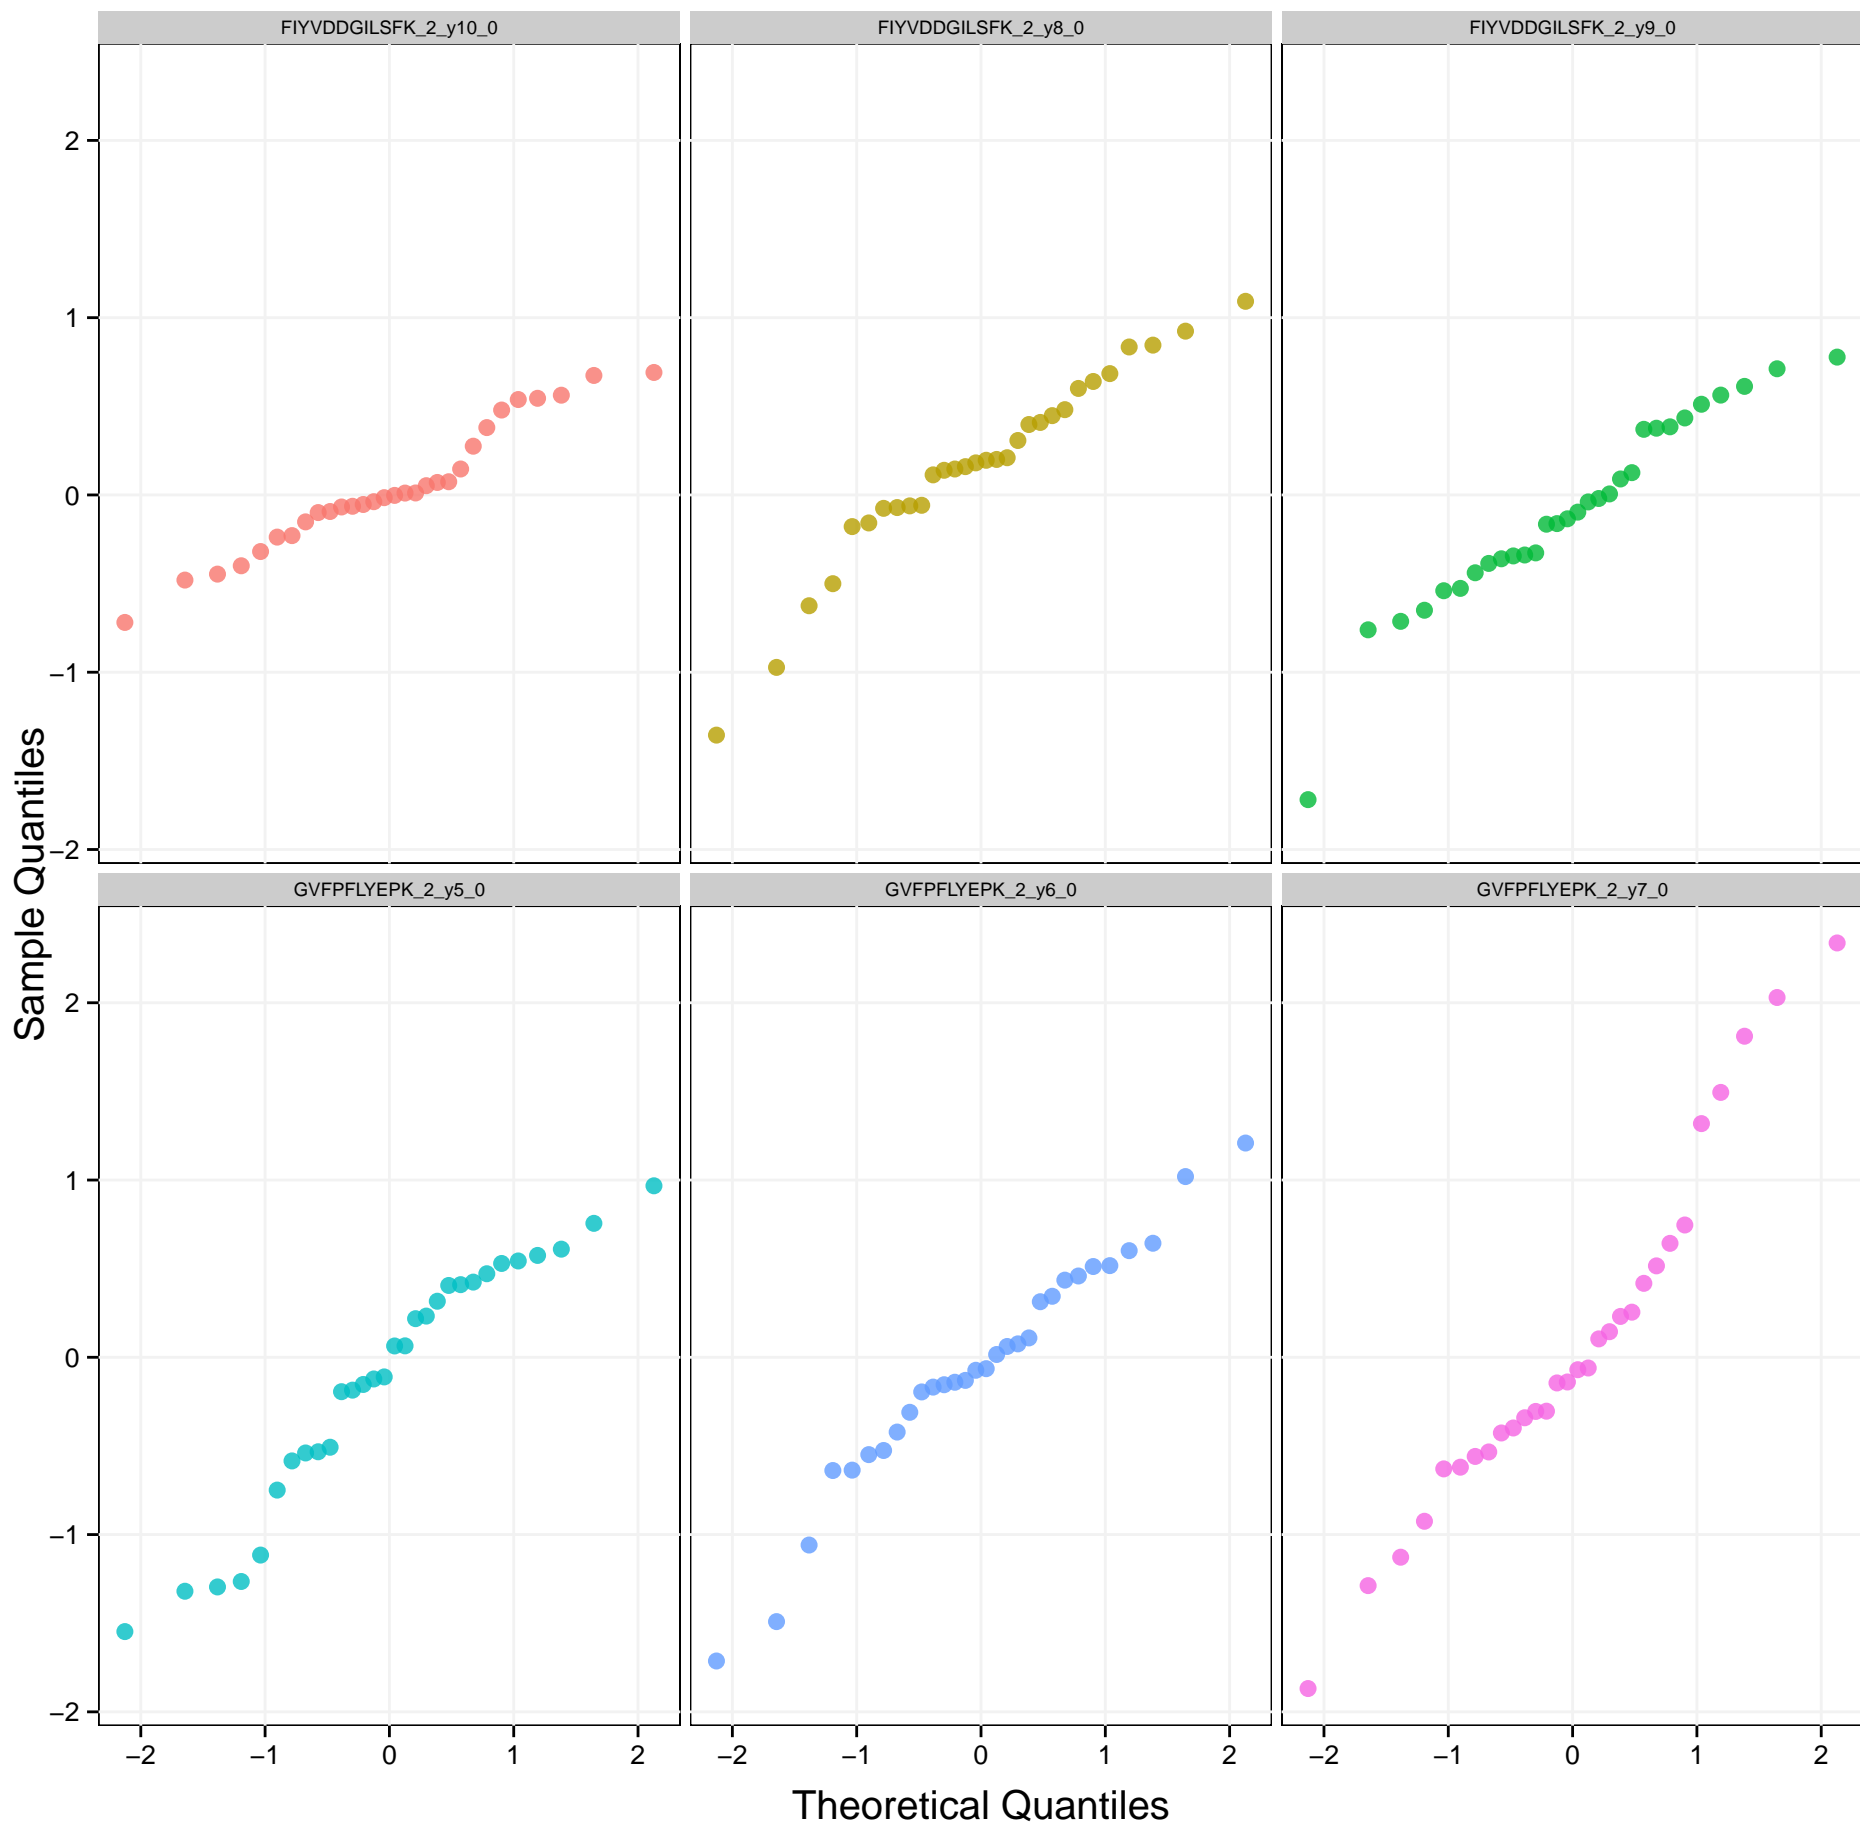 FIYVDDGILSFK_2_y10_0 FIYVDDGILSFK_2_y8_0 FIYVDDGILSFK_2_y9_0
2
1
0
−1
−2
Sample Quantiles
GVFPFLYEPK_2_y5_0 GVFPFLYEPK_2_y6_0 GVFPFLYEPK_2_y7_0
2
1
0
−1
−2
−2 −1 0 1 2 −2 −1 0 1 2 −2 −1 0 1 2
Theoretical Quantiles